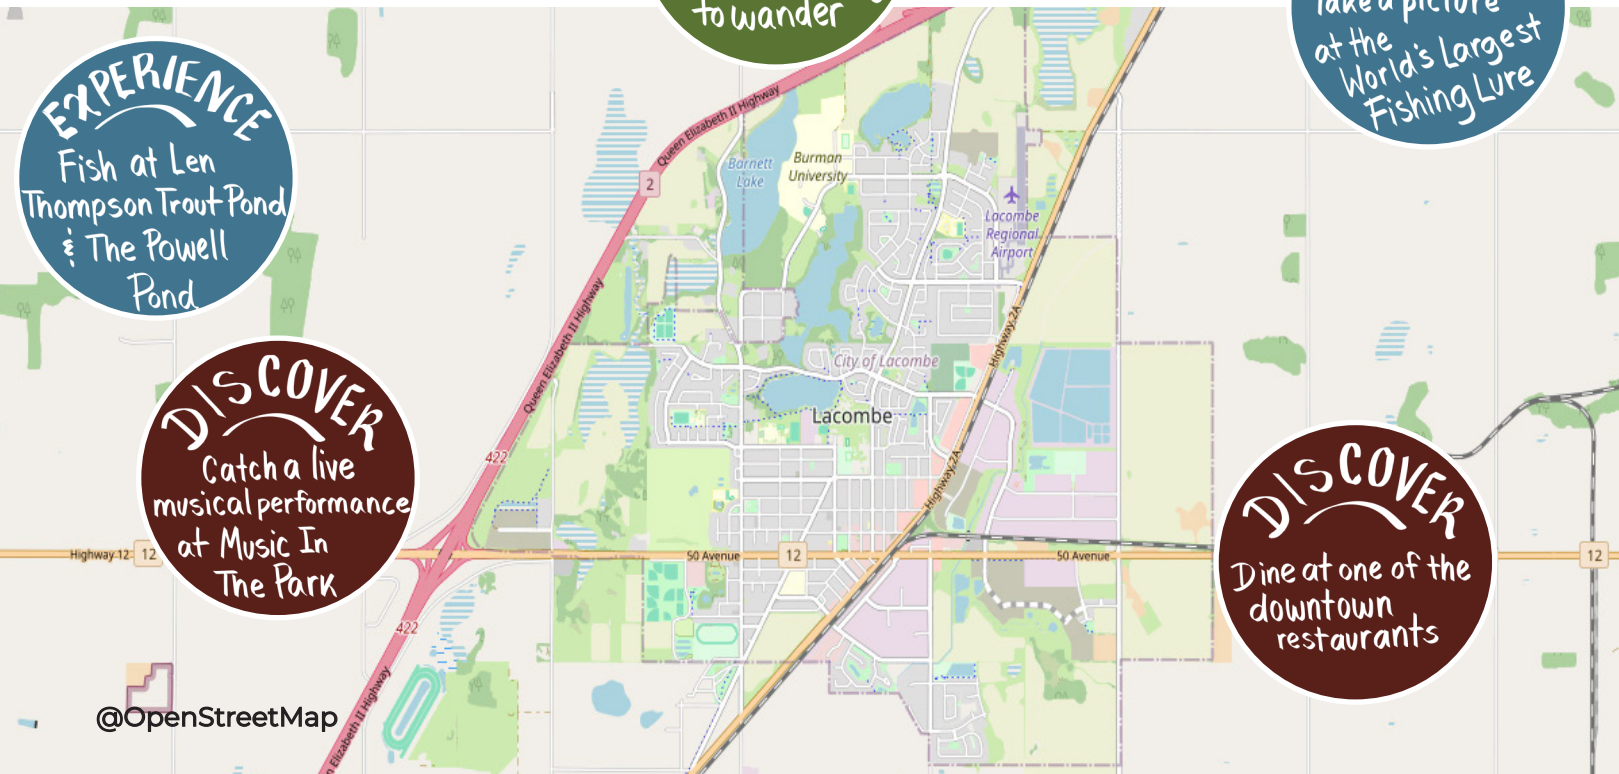 to wander
Take a picture
at the
World's Largest
Fishing Lure
EXPERIENCE
Fish at Len
Thompson Trout Pond
& The Powell
Pond
Queen Elizabeth II Highway
2
Barnett
Lake
Burman
University
Lacombe
Regional
Airport
Queen Elizabeth II Highway
Highway 2A
City of Lacombe
Lacombe
DISCOVER
Catch a live
musical performance
at Music In
The Park
422
Highway 2A
DISCOVER
Dine at one of the
downtown
restaurants
Highway 12
12
50 Avenue
12
50 Avenue
12
422
n Elizabeth II Highway
@OpenStreetMap